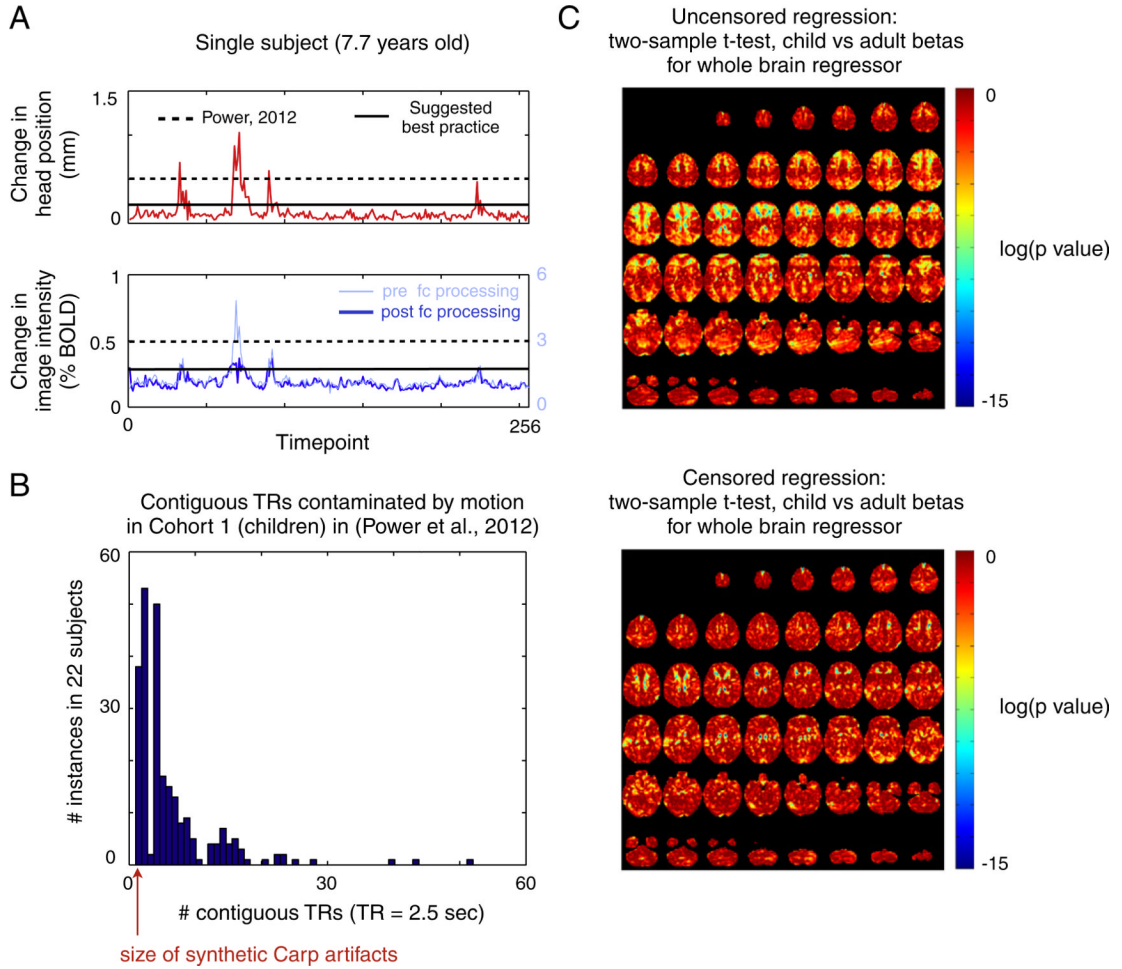 A
Single subject (7.7 years old)
Change in
head position
(mm)
1.5
0
Power, 2012
Suggested
best practice
Change in
image intensity
(% BOLD)
1
0.5
0
6
3
0
pre fc processing
post fc processing
0
256
Timepoint
B
Contiguous TRs contaminated by motion
in Cohort 1 (children) in (Power et al., 2012)
# instances in 22 subjects
60
30
0
0
30
60
# contiguous TRs (TR = 2.5 sec)
size of synthetic Carp artifacts
C
Uncensored regression:
two-sample t-test, child vs adult betas
for whole brain regressor
0
log(p value)
-15
Censored regression:
two-sample t-test, child vs adult betas
for whole brain regressor
0
log(p value)
-15